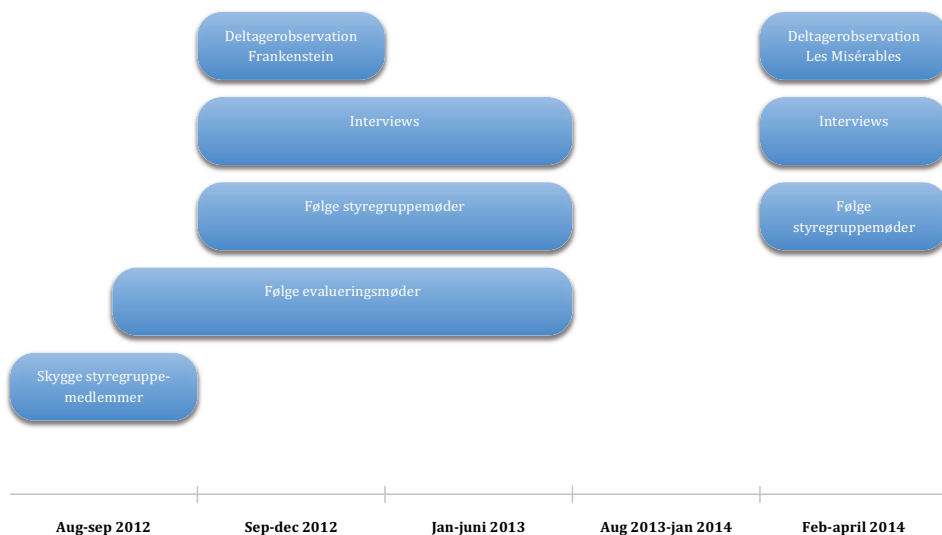 Deltagerobservation
Frankenstein
Deltagerobservation
Les Misérables
Interviews
Interviews
Følge styregruppemøder
Følge
styregruppemøder
Følge evalueringsmøder
Skygge styregruppe-
medlemmer
Aug-sep 2012
Sep-dec 2012
Jan-juni 2013
Aug 2013-jan 2014
Feb-april 2014